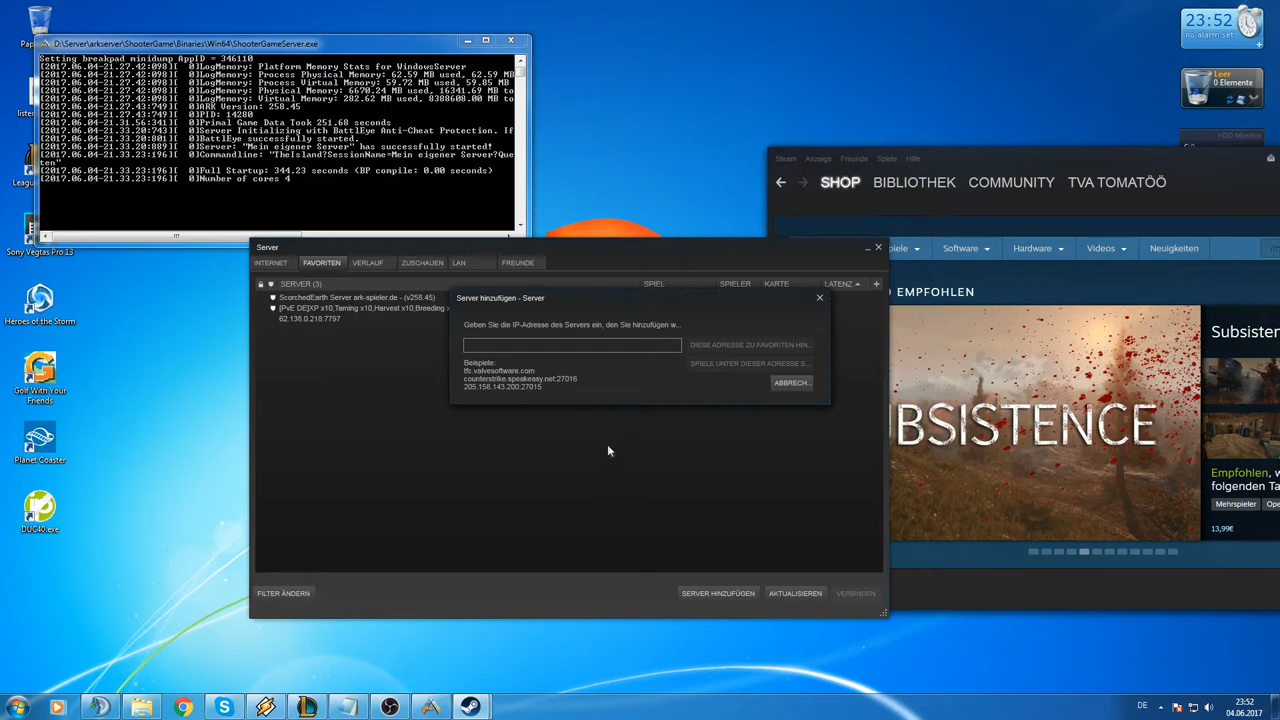 23:52
no alarm set
Leer
0 Elemente
HDD Monitor
D:\Server\arkserver\ShooterGame\Binaries\Win64\ShooterGameServer.exe
Setting breakpad minidump AppID = 346110
[2017.06.04-21.27.42:098][  0]LogMemory: Platform Memory Stats for WindowsServer
[2017.06.04-21.27.42:098][  0]LogMemory: Process Physical Memory: 62.59 MB used, 62.59 MB
[2017.06.04-21.27.42:098][  0]LogMemory: Process Virtual Memory: 59.72 MB used, 59.85 MB
[2017.06.04-21.27.42:098][  0]LogMemory: Physical Memory: 6670.24 MB used, 16341.69 MB to
[2017.06.04-21.27.42:098][  0]LogMemory: Virtual Memory: 282.62 MB used, 8388608.00 MB to
[2017.06.04-21.27.43:749][  0]ARK Version: 258.45
[2017.06.04-21.27.43:749][  0]PID: 14280
[2017.06.04-21.31.56:341][  0]Primal Game Data Took 251.68 seconds
[2017.06.04-21.33.20:743][  0]Server Initializing with BattlEye Anti-Cheat Protection. If
[2017.06.04-21.33.20:801][  0]BattlEye successfully started.
[2017.06.04-21.33.20:889][  0]Server: "Mein eigener Server" has successfully started!
[2017.06.04-21.33.23:196][  0]Commandline: "TheIsland?SessionName=Mein eigener Server?Que
ten"
[2017.06.04-21.33.23:196][  0]Full Startup: 344.23 seconds (BP compile: 0.00 seconds)
[2017.06.04-21.33.23:196][  0]Number of cores 4
Steam Anzeige Freunde Spiele Hilfe
SHOP BIBLIOTHEK COMMUNITY TVA TOMATÖÖ
piele Software Hardware Videos Neuigkeiten
EMPFOHLEN
SUBSISTENCE
Subsisten
Empfohlen, w
folgenden Ta
Mehrspieler Ope
13,99€
Server
INTERNET FAVORITEN VERLAUF ZUSCHAUEN LAN FREUNDE
SERVER (3) SPIEL SPIELER KARTE LATENZ
ScorchedEarth Server ark-spieler.de - (v258.45)
[PvE DE]XP x10,Taming x10,Harvest x10,Breeding x
62.138.0.218:7797
Server hinzufügen - Server
Geben Sie die IP-Adresse des Servers ein, den Sie hinzufügen w...
DIESE ADRESSE ZU FAVORITEN HIN...
SPIELE UNTER DIESER ADRESSE S...
ABBRECH...
Beispiele:
tfc.valvesoftware.com
counterstrike.speakeasy.net:27016
205.158.143.200:27015
FILTER ÄNDERN SERVER HINZUFÜGEN AKTUALISIEREN VERBINDEN
Sony Vegtas Pro 13
Heroes of the Storm
Golf With Your
Friends
Planet Coaster
DUC40.exe
DE
23:52
04.06.2017